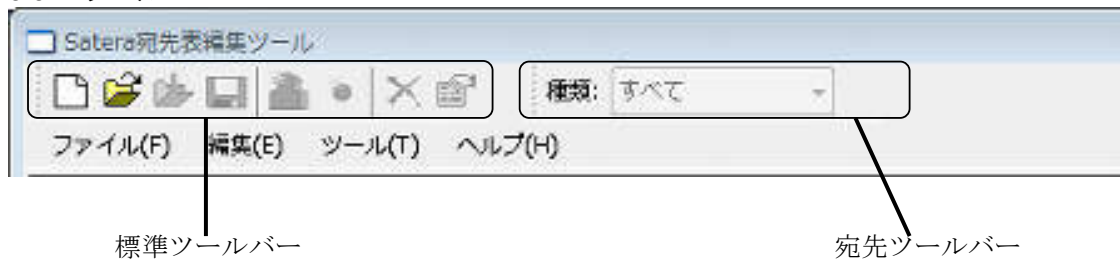 Satera宛先表編集ツール
種類: すべて
ファイル(F) 編集(E) ツール(T) ヘルプ(H)
標準ツールバー 宛先ツールバー